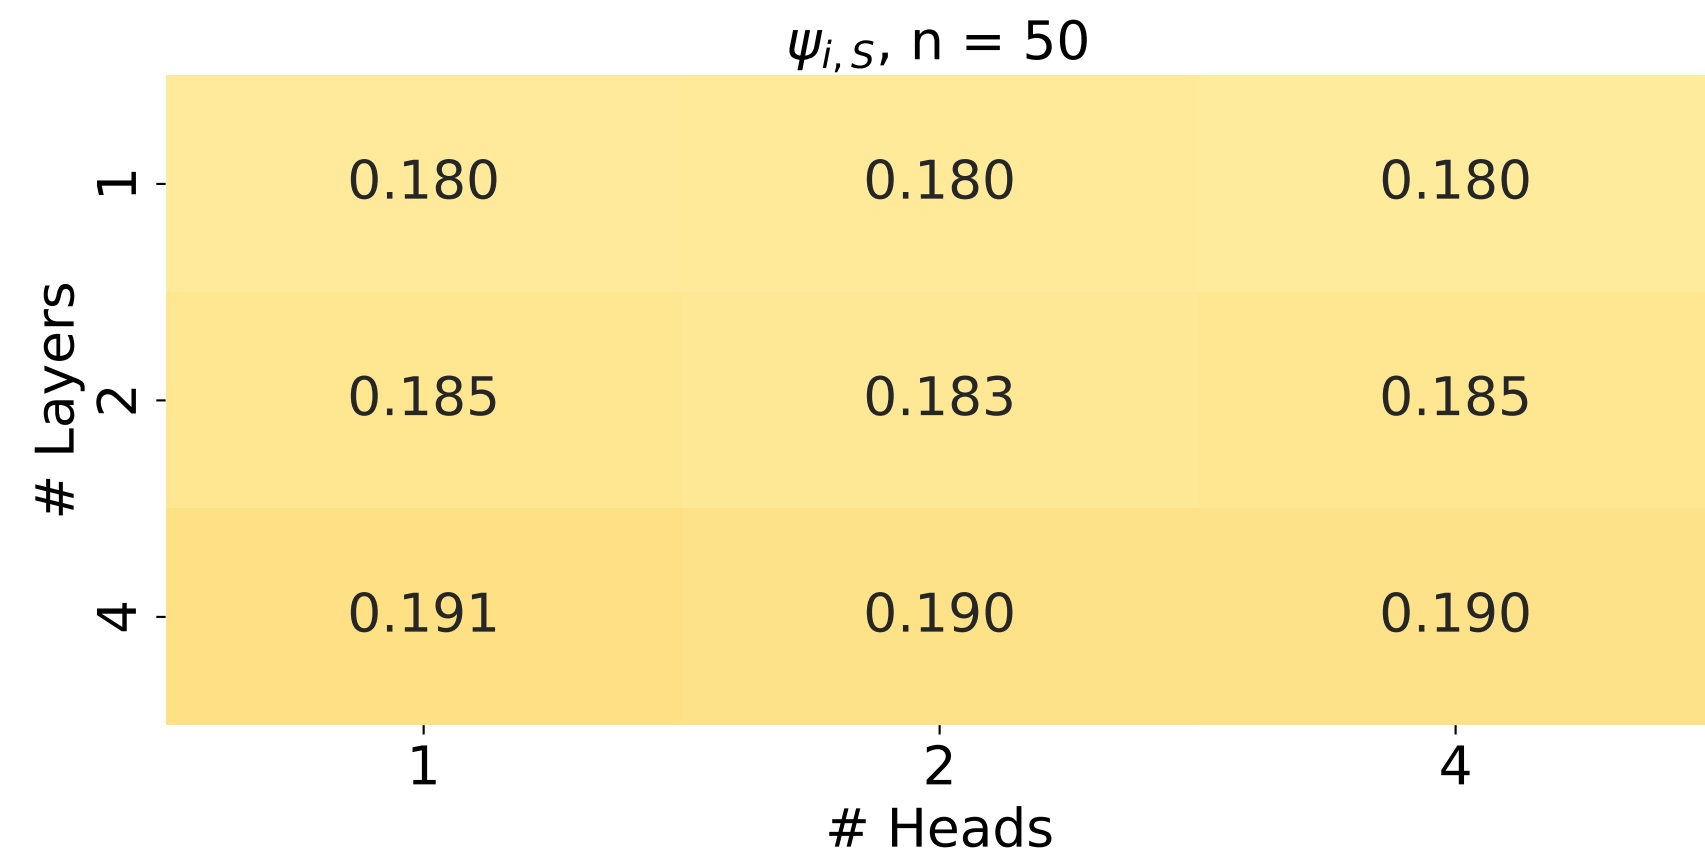 ψi, S, n = 50
# Layers
1 0.180 0.180 0.180
2 0.185 0.183 0.185
4 0.191 0.190 0.190
1 2 4
# Heads